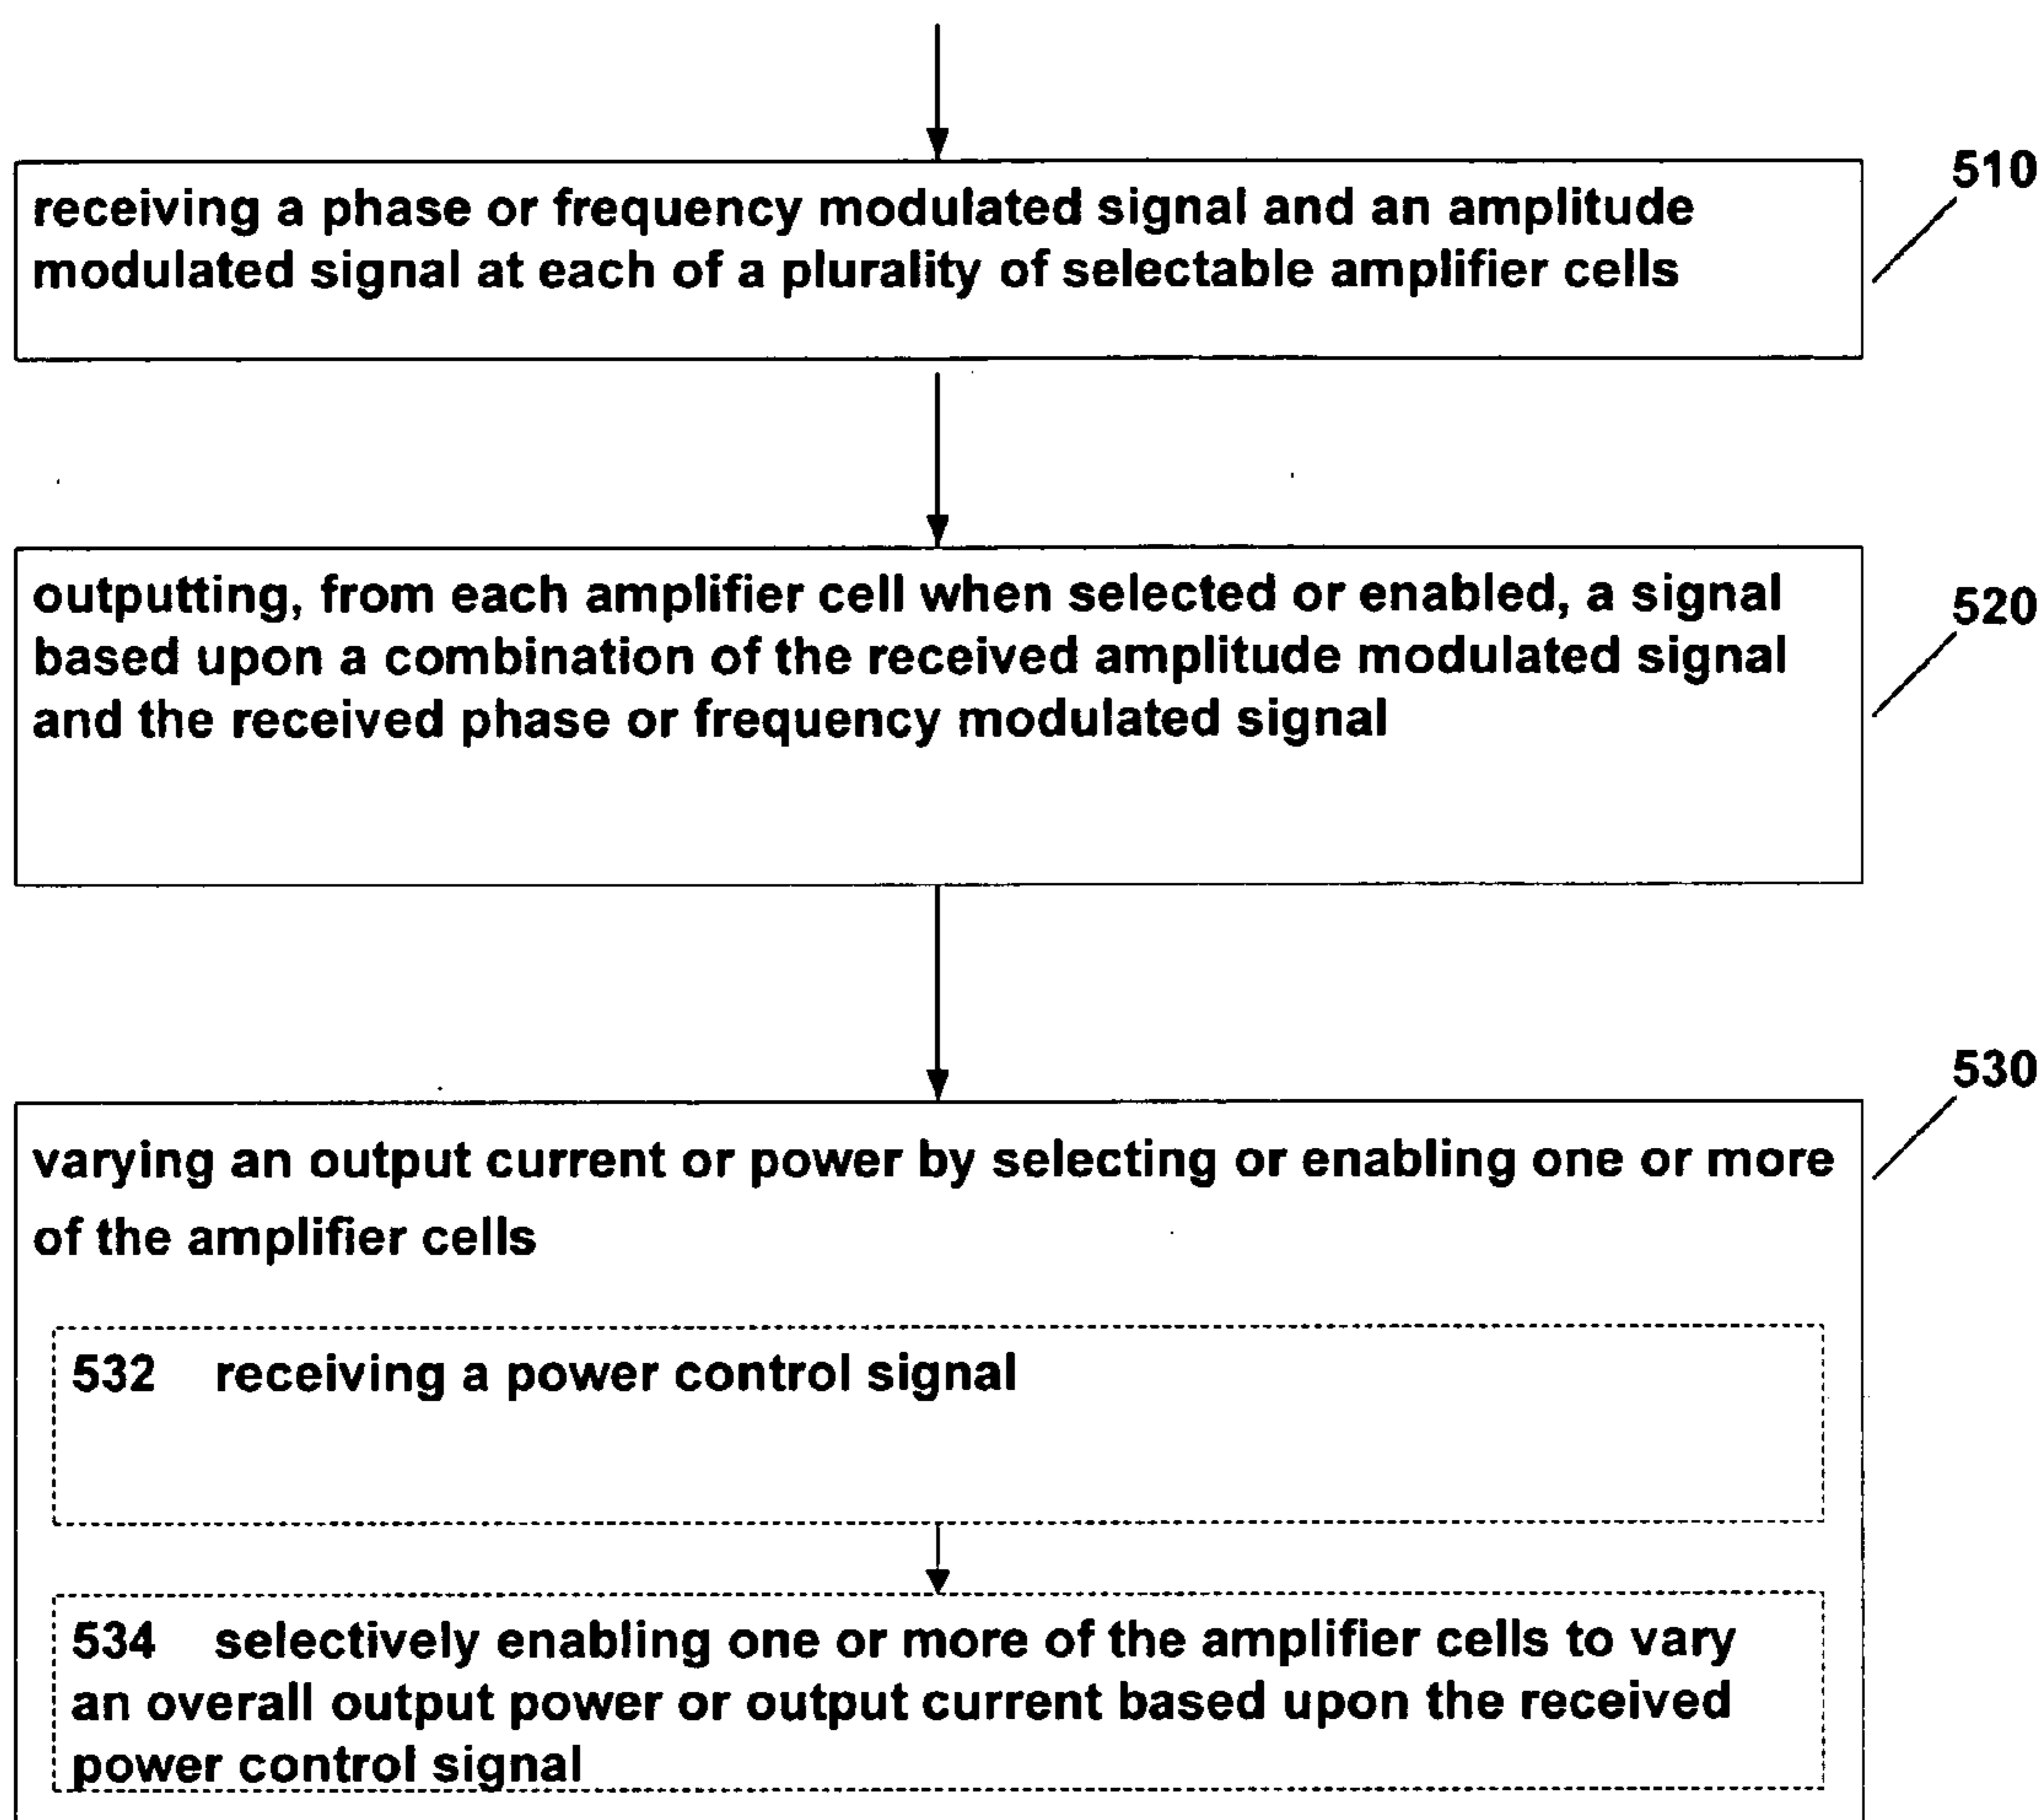 510
receiving a phase or frequency modulated signal and an amplitude
modulated signal at each of a plurality of selectable amplifier cells
520
outputting, from each amplifier cell when selected or enabled, a signal
based upon a combination of the received amplitude modulated signal
and the received phase or frequency modulated signal
530
varying an output current or power by selecting or enabling one or more
of the amplifier cells
532 receiving a power control signal
534 selectively enabling one or more of the amplifier cells to vary
an overall output power or output current based upon the received
power control signal